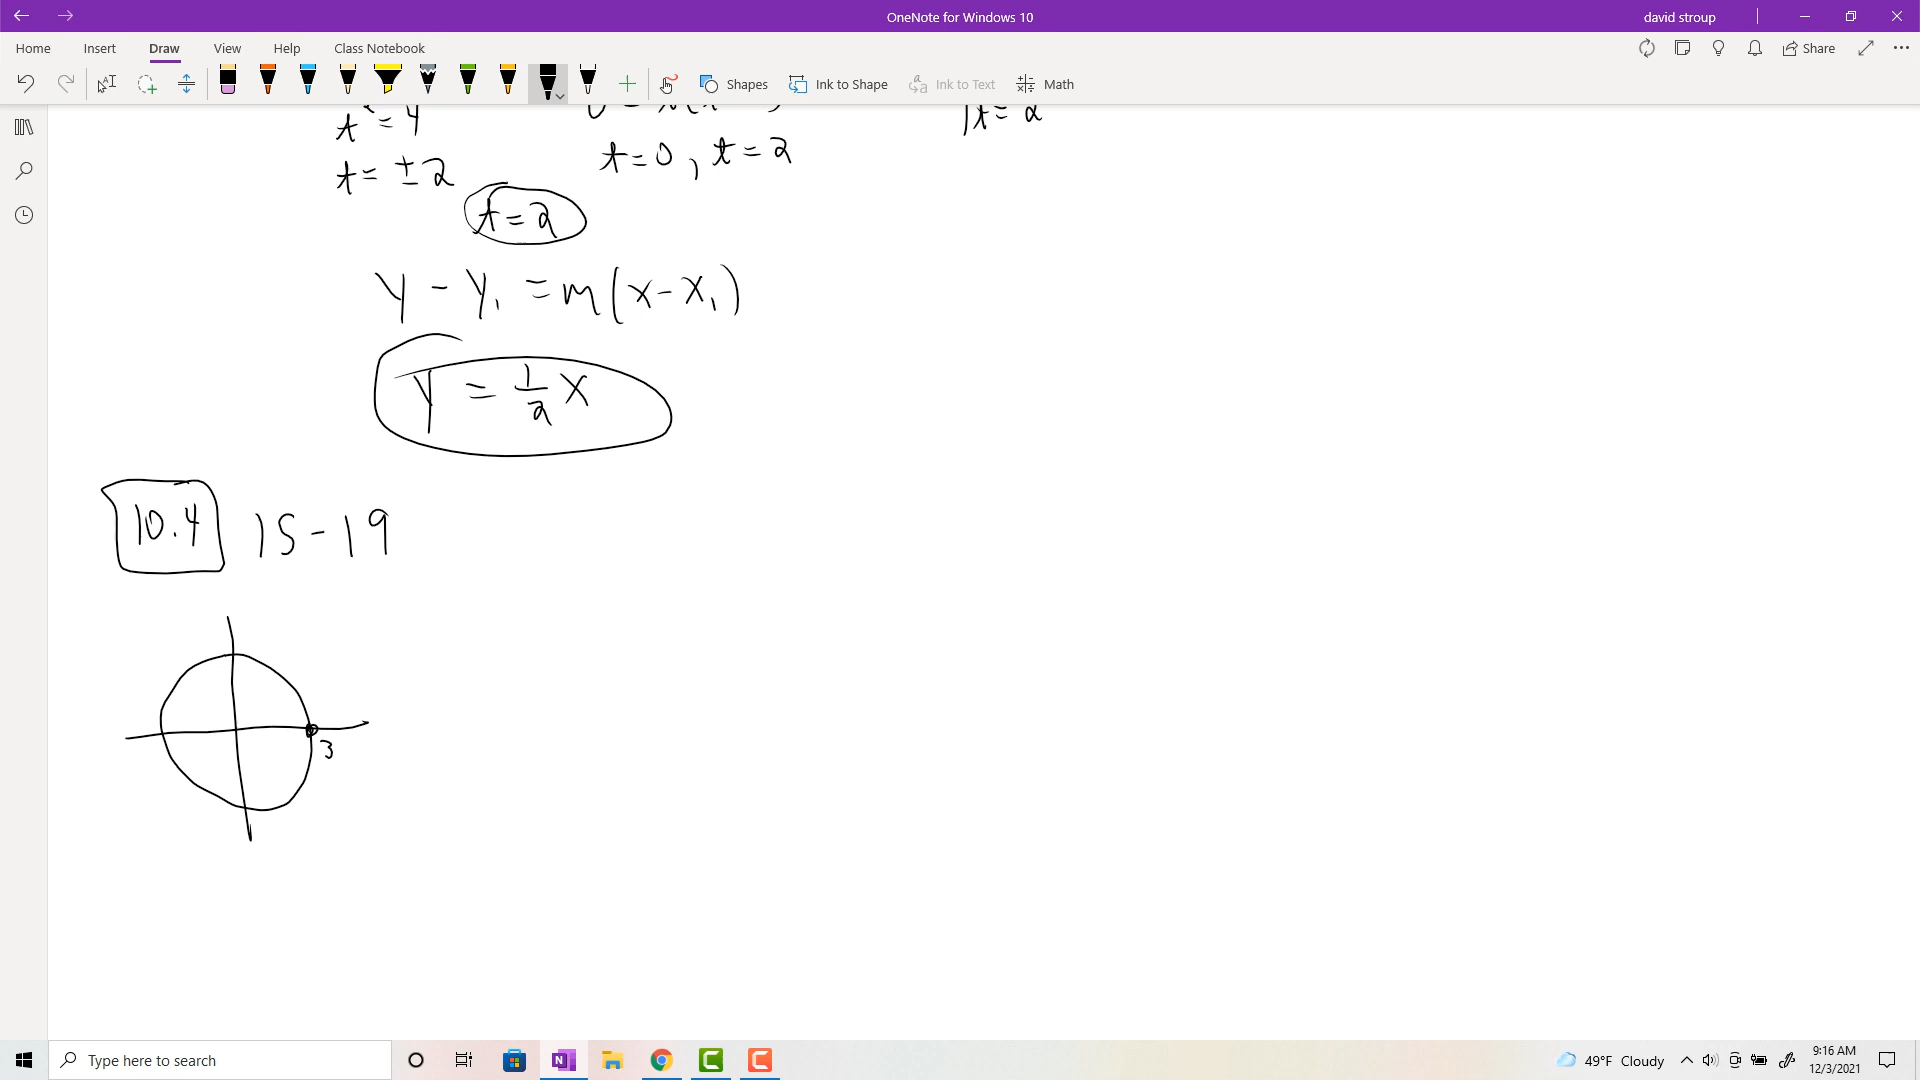 OneNote for Windows 10
david stroup
Home Insert Draw View Help Class Notebook
Share
Shapes Ink to Shape Ink to Text Math
t = 4
t = ± 2
t = 0, t = 2
t = 2
t = 2
y - y₁ = m(x - x₁)
y = 1/2 x
10.4 15-19
3
Type here to search
49°F Cloudy
9:16 AM
12/3/2021